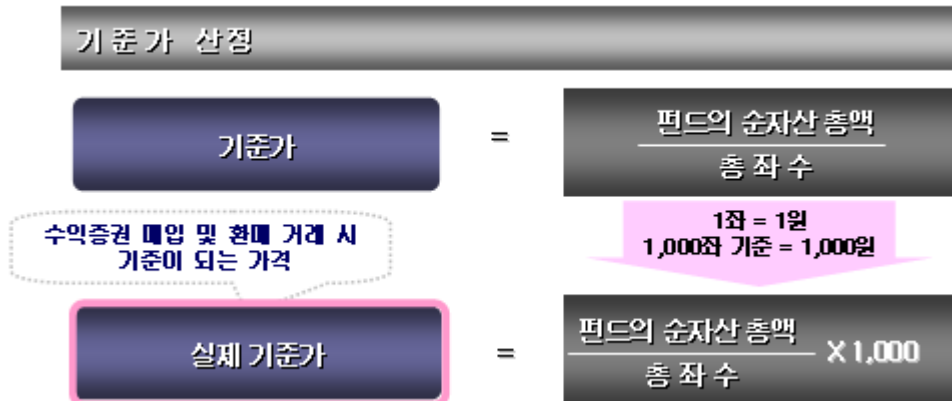 기준가 산정
기준가
=
펀드의 순자산 총액
총 좌 수
수익증권 매입 및 환매 거래 시
기준이 되는 가격
1좌 = 1원
1,000좌 기준 = 1,000원
실제 기준가
=
펀드의 순자산 총액
총 좌 수
X 1,000